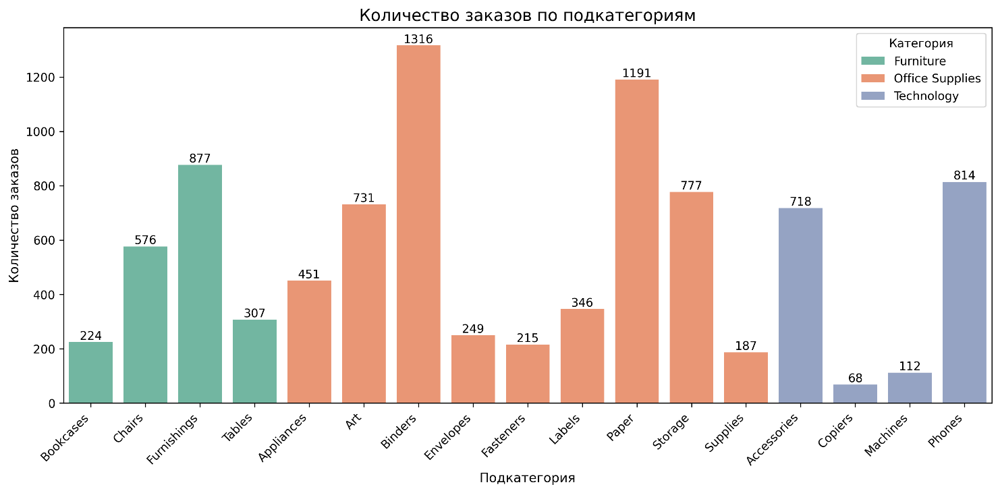 Количество заказов по подкатегориям
Количество заказов
1200
1000
800
600
400
200
0
224
576
877
307
451
731
1316
249
215
346
1191
777
187
718
68
112
814
Категория
Furniture
Office Supplies
Technology
Bookcases
Chairs
Furnishings
Tables
Appliances
Art
Binders
Envelopes
Fasteners
Labels
Paper
Storage
Supplies
Accessories
Copiers
Machines
Phones
Подкатегория